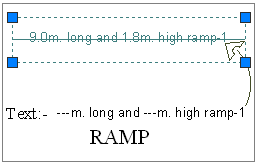 9.0m. long and 1.8m. high ramp-1
Text:- ---m. long and ---m. high ramp-1
RAMP